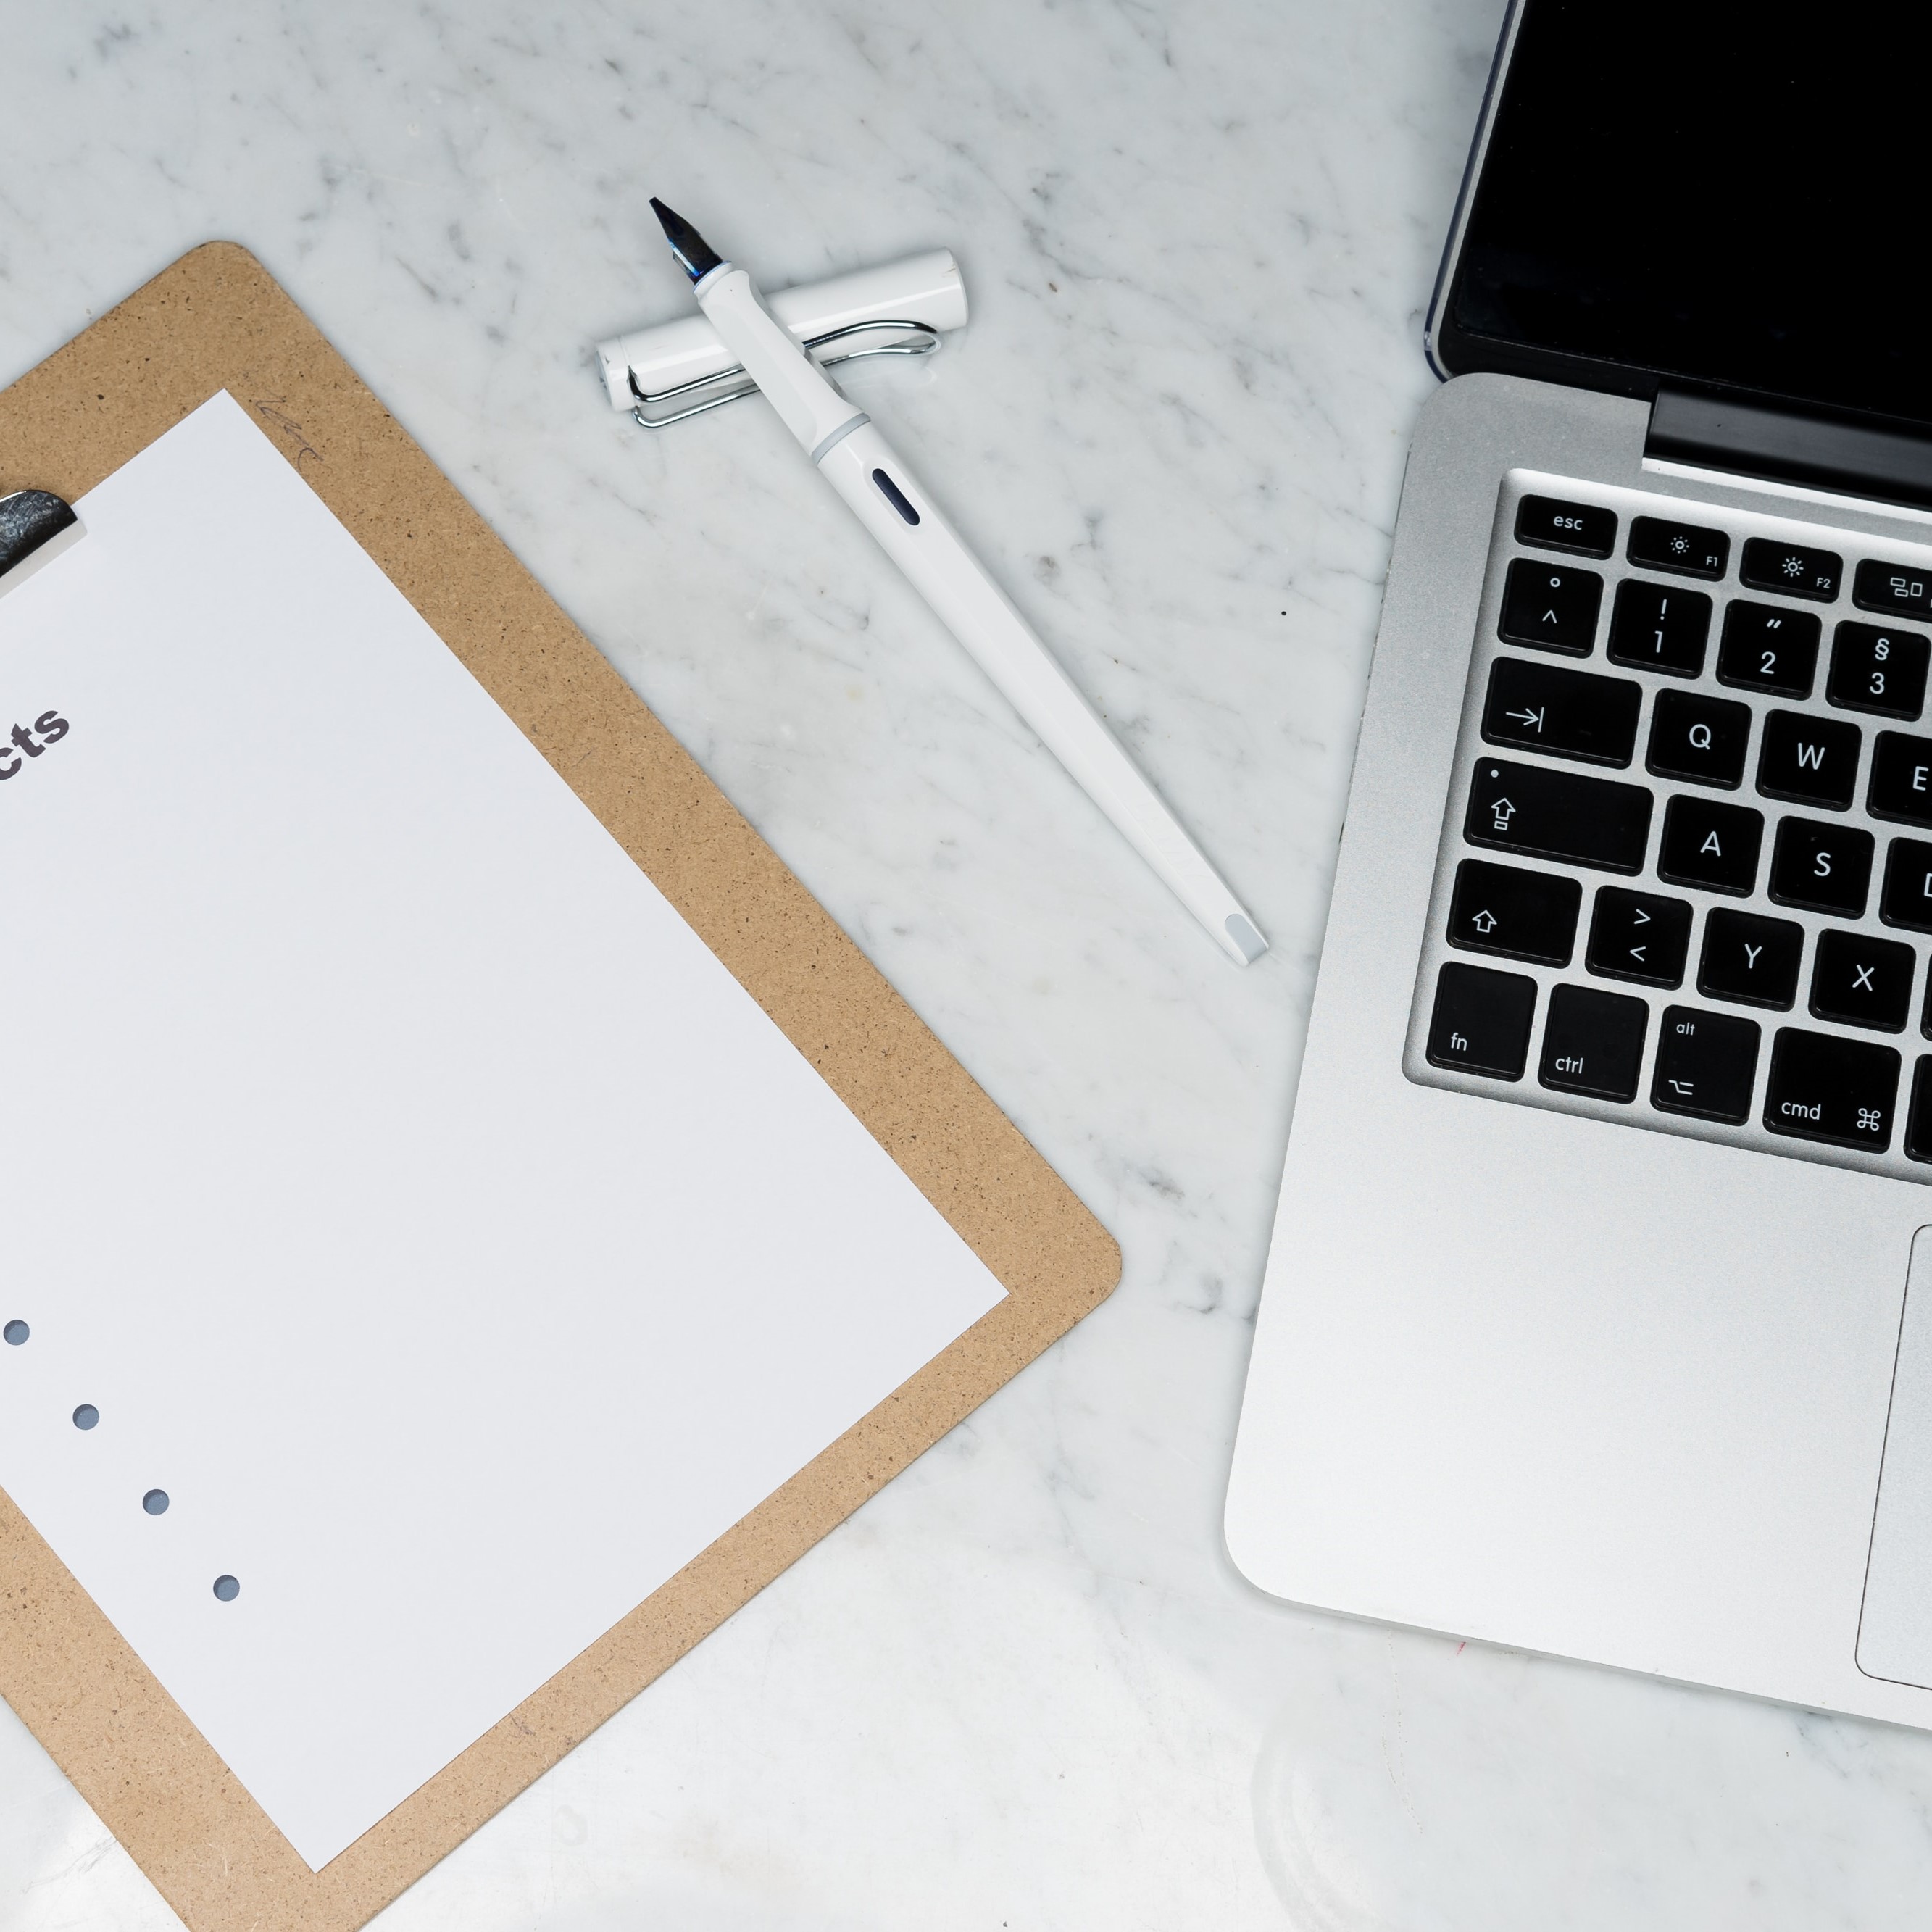 cts
esc
F1 F2
° ! " §
^ 1 2 3
Q W E
A S
>
< Y X
fn ctrl alt cmd ⌘